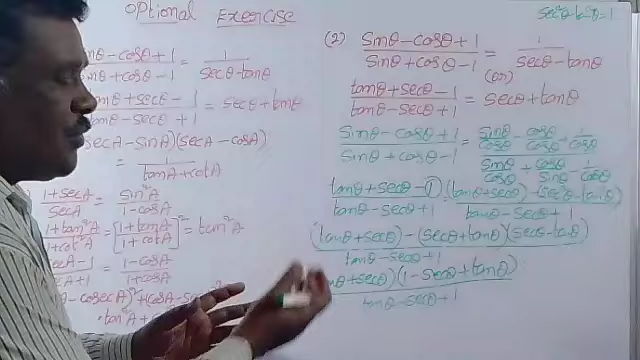 Optional Exercise
sinθ-cosθ+1 / sinθ+cosθ-1 = 1 / secθ-tanθ
tanθ+secθ-1 / tanθ-secθ+1 = secθ+tanθ
secA-sinA)(secA-cosA)
= 1 / tanA+cotA
1+secA / secA = sin²A / 1-cosA
1+tan²A / 1+cot²A = [1+tanA / 1+cotA]² = tan²A
secA-1 / +1 = 1-cosA / 1+cosA
A-cosecA)²+(cosA-
tan²A+
sec²θ-tan²θ=1
(2) sinθ-cosθ+1 / sinθ+cosθ-1 = 1 / secθ-tanθ
(or)
tanθ+secθ-1 / tanθ-secθ+1 = secθ+tanθ
sinθ-cosθ+1 / sinθ+cosθ-1 = sinθ/cosθ - cosθ/cosθ + 1/cosθ / sinθ/cosθ + cosθ/sinθ - 1/cosθ
tanθ+secθ-1 / tanθ-secθ+1 = (tanθ+secθ)-sec²θ-tan²θ) / tanθ-secθ+1
(tanθ+secθ)-(secθ+tanθ)(secθ-tanθ) / tanθ-secθ+1
tanθ+secθ)(1-secθ+tanθ) / tanθ-secθ+1